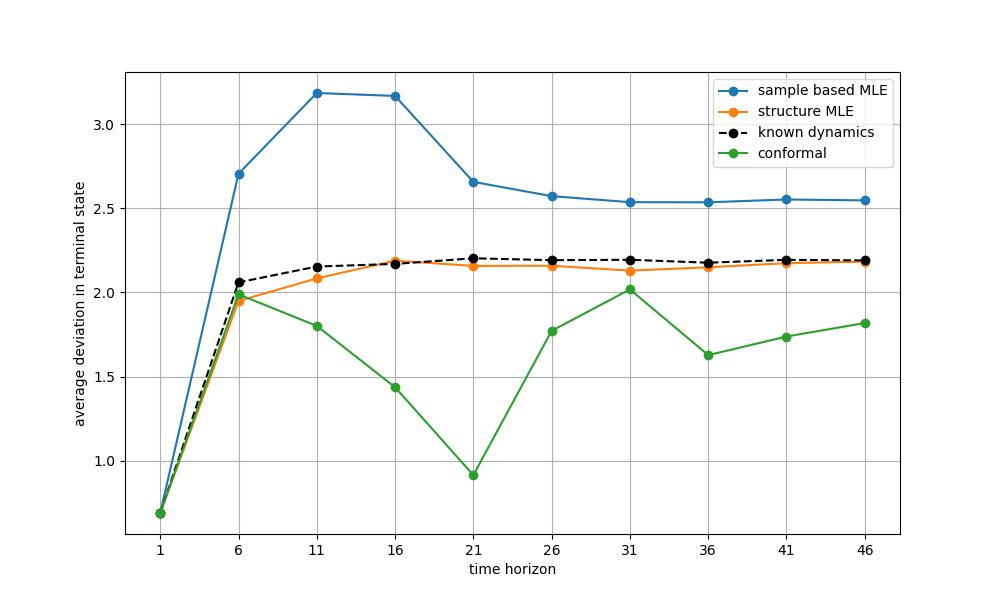 sample based MLE
structure MLE
known dynamics
conformal
average deviation in terminal state
3.0
2.5
2.0
1.5
1.0
1 6 11 16 21 26 31 36 41 46
time horizon